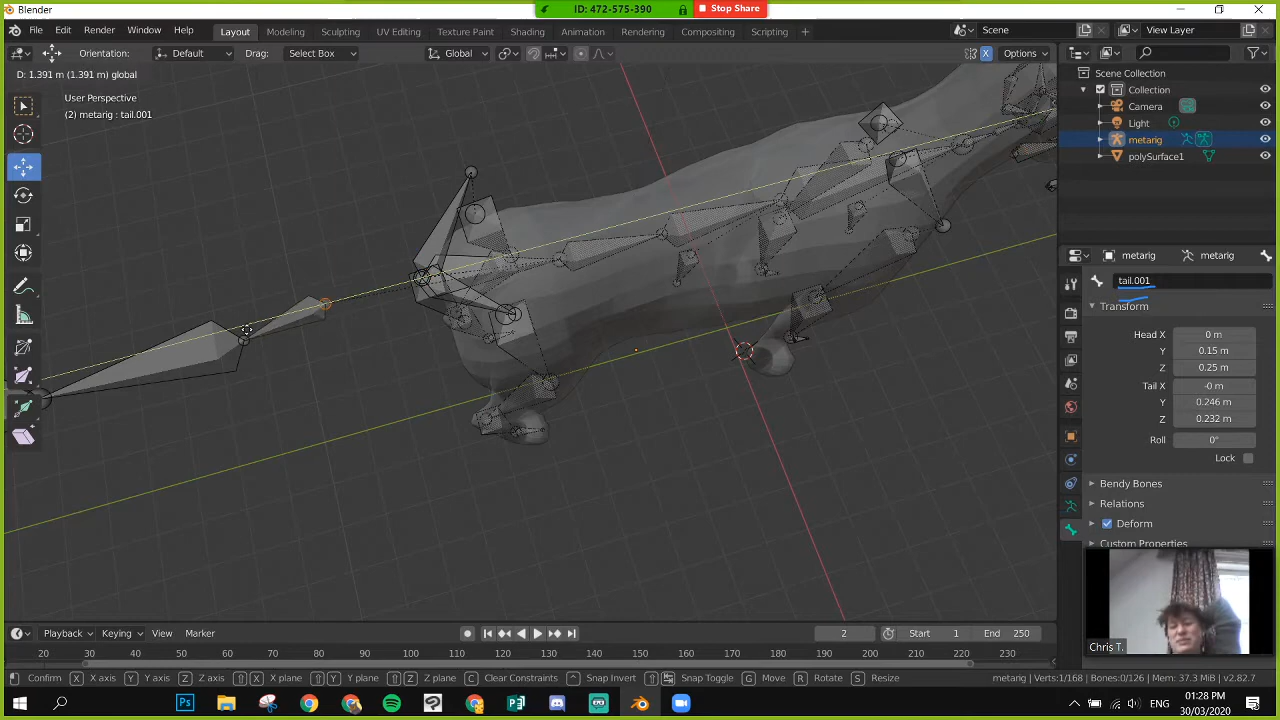 Blender
ID: 472-575-390
Stop Share
File Edit Render Window Help
Layout Modeling Sculpting UV Editing Texture Paint Shading Animation Rendering Compositing Scripting +
Scene
View Layer
Orientation: Default Drag: Select Box
Global
X Options
D: 1.391 m (1.391 m) global
User Perspective
(2) metarig : tail.001
Scene Collection
Collection
Camera
Light
metarig
polySurface1
metarig metarig
tail.001
Transform
Head X 0 m
Y 0.15 m
Z 0.25 m
Tail X -0 m
Y 0.246 m
Z 0.232 m
Roll 0°
Lock
Bendy Bones
Relations
Deform
Custom Properties
Chris T.
Playback Keying View Marker
2 Start 1 End 250
20 30 40 50 60 70 80 90 100 110 120 130 140 150 160 170 180 190 200 210 220 230
Confirm X X axis Y Y axis Z Z axis X X plane Y Y plane Z Z plane C Clear Constraints Snap Invert Snap Toggle G Move R Rotate S Resize
metarig | Verts:1/168 | Bones:0/126 | Mem: 37.3 MiB | v2.82.7
Ps
ENG
01:28 PM
30/03/2020